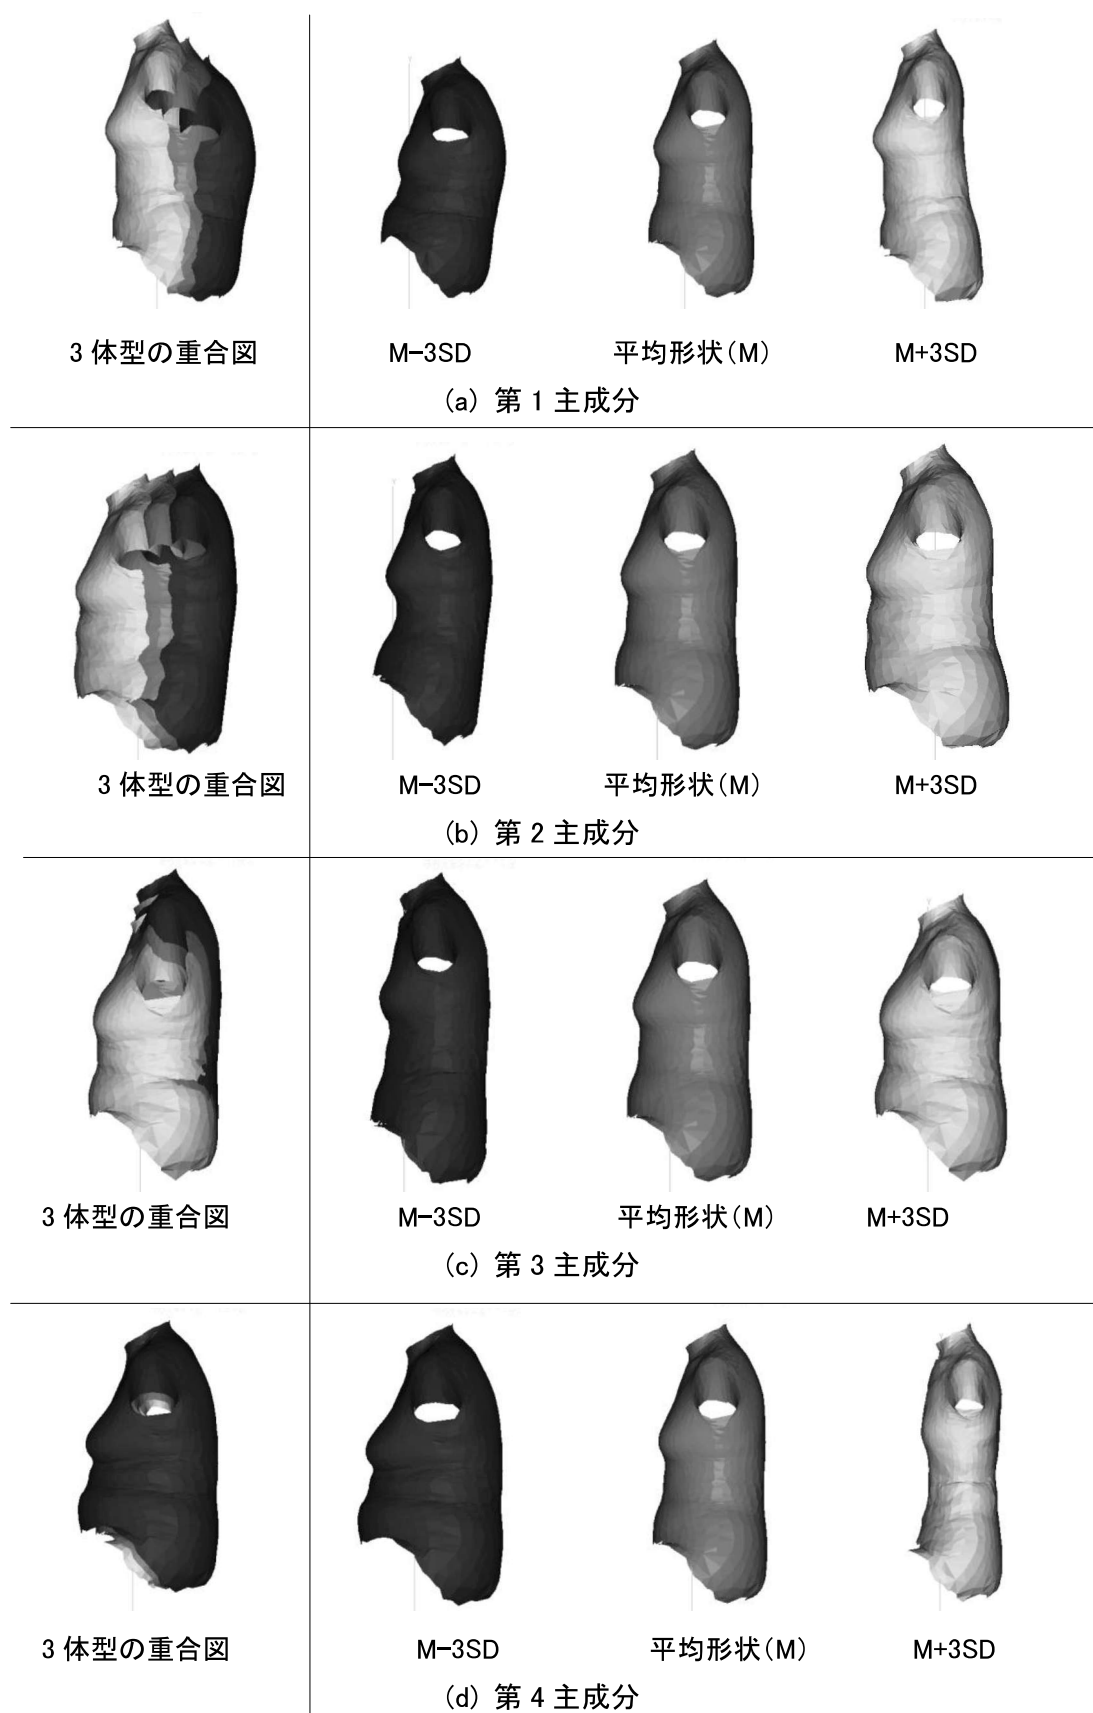 3 体型の重合図 M-3SD 平均形状(M) M+3SD
(a) 第 1 主成分
3 体型の重合図 M-3SD 平均形状(M) M+3SD
(b) 第 2 主成分
3 体型の重合図 M-3SD 平均形状(M) M+3SD
(c) 第 3 主成分
3 体型の重合図 M-3SD 平均形状(M) M+3SD
(d) 第 4 主成分